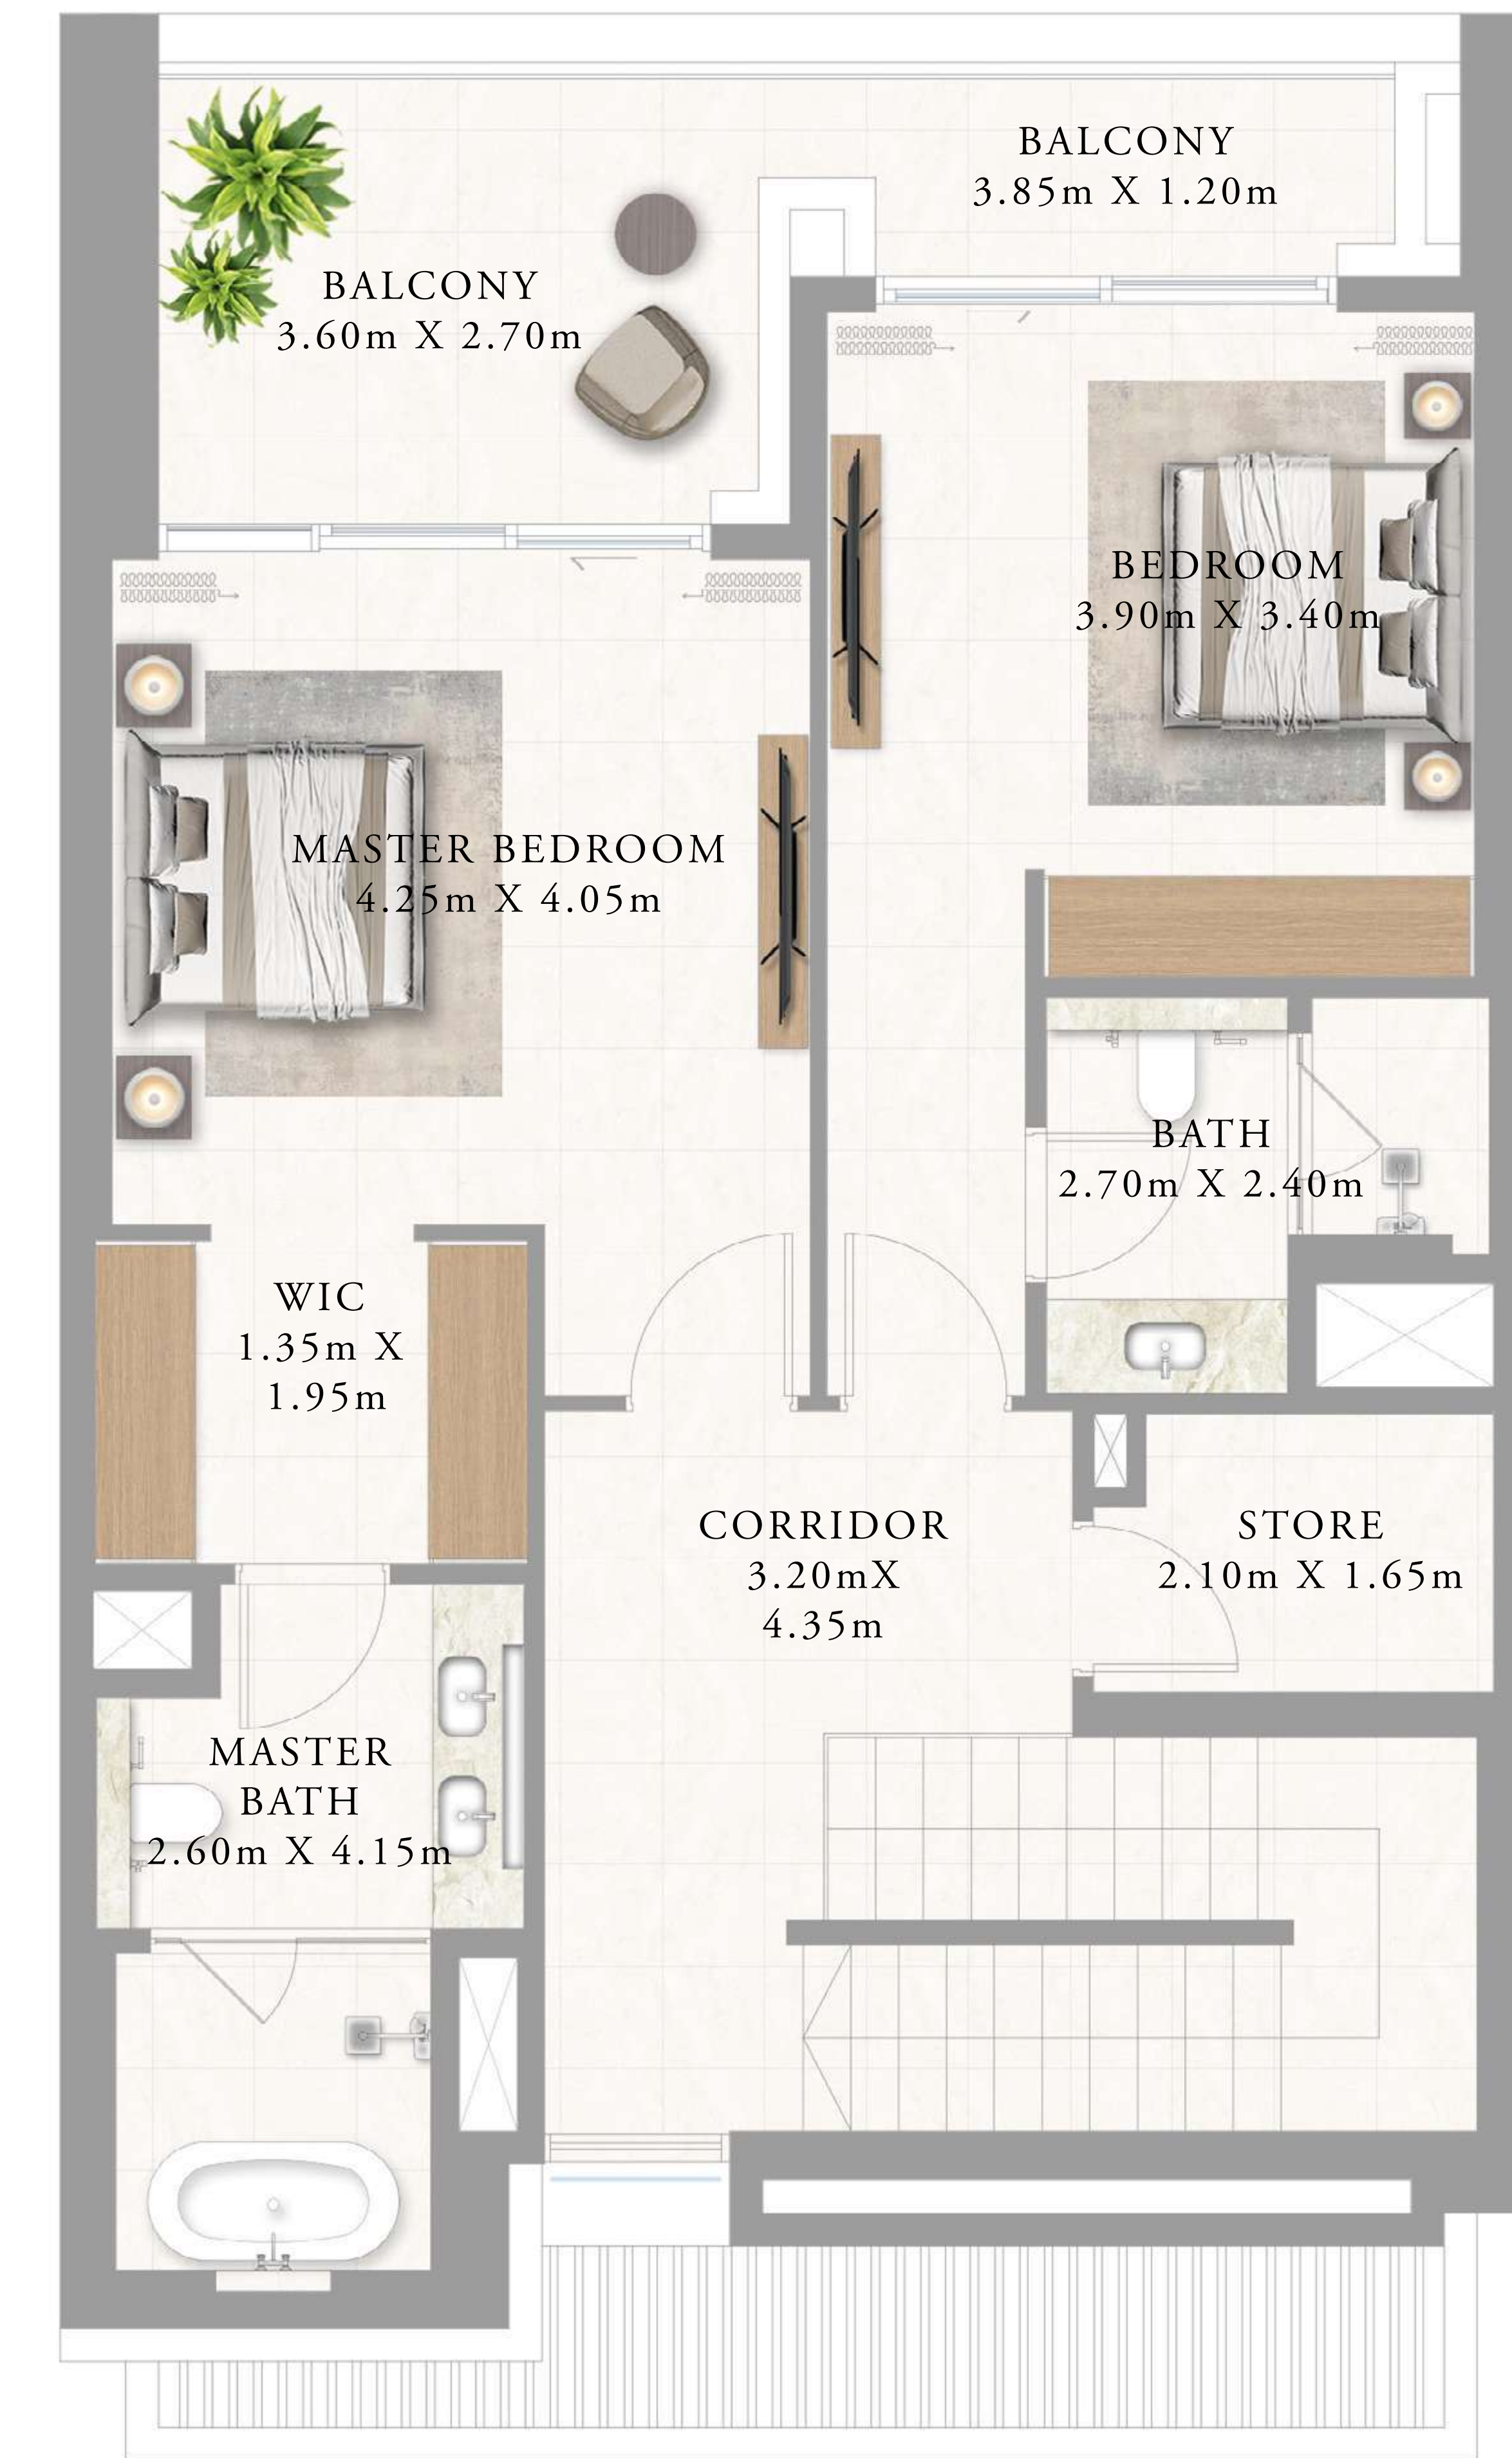 BALCONY
3.85m X 1.20m
BALCONY
3.60m X 2.70m
BEDROOM
3.90m X 3.40m
MASTER BEDROOM
4.25m X 4.05m
BATH
2.70m X 2.40m
WIC
1.35m X
1.95m
CORRIDOR
3.20mX
4.35m
STORE
2.10m X 1.65m
MASTER
BATH
2.60m X 4.15m